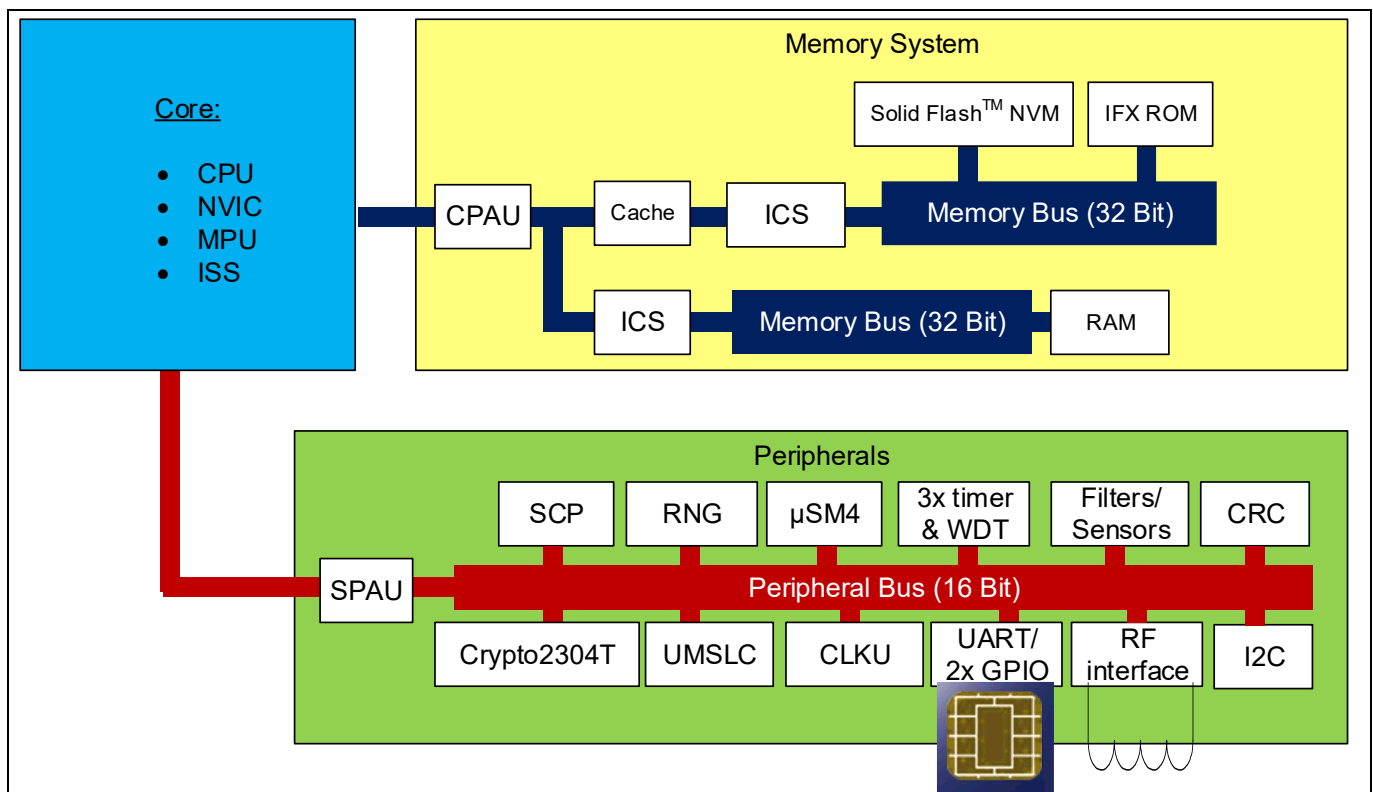 Core:
• CPU
• NVIC
• MPU
• ISS
Memory System
Solid Flash™ NVM
IFX ROM
CPAU
Cache
ICS
Memory Bus (32 Bit)
ICS
Memory Bus (32 Bit)
RAM
Peripherals
SCP
RNG
µSM4
3x timer
& WDT
Filters/
Sensors
CRC
SPAU
Peripheral Bus (16 Bit)
Crypto2304T
UMSLC
CLKU
UART/
2x GPIO
RF
interface
I2C